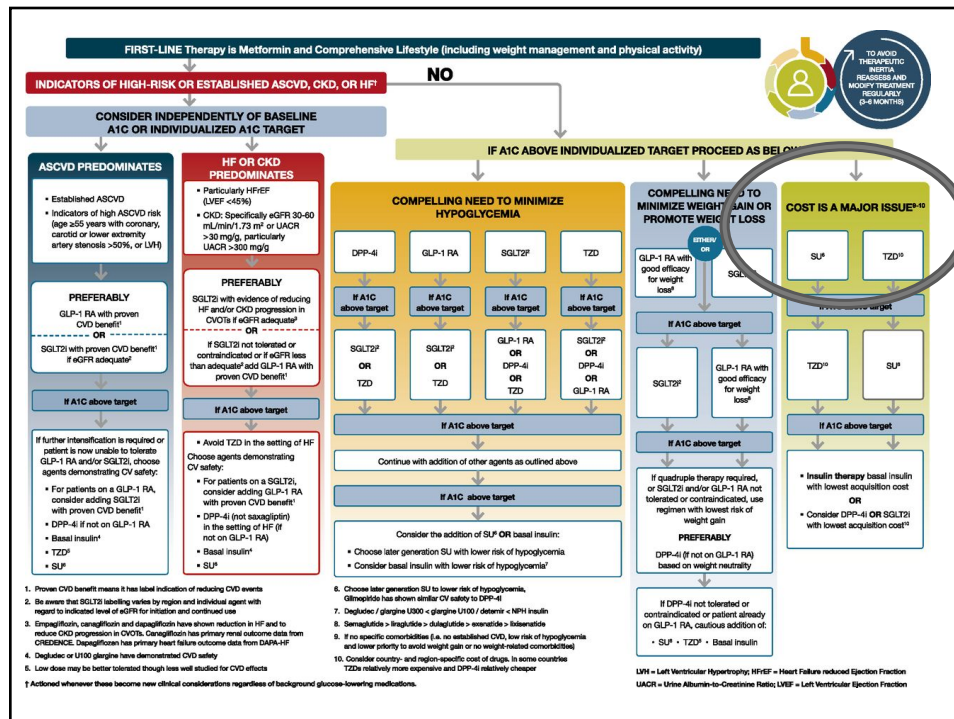 FIRST-LINE Therapy is Metformin and Comprehensive Lifestyle (including weight management and physical activity)
TO AVOID
THERAPEUTIC
INERTIA
REASSESS AND
MODIFY TREATMENT
REGULARLY
(3–6 MONTHS)
INDICATORS OF HIGH-RISK OR ESTABLISHED ASCVD, CKD, OR HF†
NO
CONSIDER INDEPENDENTLY OF BASELINE
A1C OR INDIVIDUALIZED A1C TARGET
IF A1C ABOVE INDIVIDUALIZED TARGET PROCEED AS BELOW
ASCVD PREDOMINATES
▪ Established ASCVD
▪ Indicators of high ASCVD risk
(age ≥55 years with coronary,
carotid or lower extremity
artery stenosis >50%, or LVH)
PREFERABLY
GLP-1 RA with proven
CVD benefit¹
OR
SGLT2i with proven CVD benefit¹
if eGFR adequate²
If A1C above target
If further intensification is required or
patient is now unable to tolerate
GLP-1 RA and/or SGLT2i, choose
agents demonstrating CV safety:
▪ For patients on a GLP-1 RA,
consider adding SGLT2i
with proven CVD benefit¹
▪ DPP-4i if not on GLP-1 RA
▪ Basal insulin⁴
▪ TZD⁵
▪ SU⁶
HF OR CKD
PREDOMINATES
▪ Particularly HFrEF
(LVEF <45%)
▪ CKD: Specifically eGFR 30-60
mL/min/1.73 m² or UACR
>30 mg/g, particularly
UACR >300 mg/g
PREFERABLY
SGLT2i with evidence of reducing
HF and/or CKD progression in
CVOTs if eGFR adequate³
OR
If SGLT2i not tolerated or
contraindicated or if eGFR less
than adequate² add GLP-1 RA with
proven CVD benefit¹
If A1C above target
▪ Avoid TZD in the setting of HF
Choose agents demonstrating
CV safety:
▪ For patients on a SGLT2i,
consider adding GLP-1 RA
with proven CVD benefit¹
▪ DPP-4i (not saxagliptin)
in the setting of HF (if
not on GLP-1 RA)
▪ Basal insulin⁴
▪ SU⁶
COMPELLING NEED TO MINIMIZE
HYPOGLYCEMIA
DPP-4i
GLP-1 RA
SGLT2i²
TZD
If A1C
above target
If A1C
above target
If A1C
above target
If A1C
above target
SGLT2i²
OR
TZD
SGLT2i²
OR
TZD
GLP-1 RA
OR
DPP-4i
OR
TZD
SGLT2i²
OR
DPP-4i
OR
GLP-1 RA
If A1C above target
Continue with addition of other agents as outlined above
If A1C above target
Consider the addition of SU⁶ OR basal insulin:
▪ Choose later generation SU with lower risk of hypoglycemia
▪ Consider basal insulin with lower risk of hypoglycemia⁷
COMPELLING NEED TO
MINIMIZE WEIGHT GAIN OR
PROMOTE WEIGHT LOSS
EITHER/
OR
GLP-1 RA with
good efficacy
for weight
loss⁸
If A1C above target
SGLT2i²
GLP-1 RA with
good efficacy
for weight
loss⁸
If A1C above target
If quadruple therapy required,
or SGLT2i and/or GLP-1 RA not
tolerated or contraindicated, use
regimen with lowest risk of
weight gain
PREFERABLY
DPP-4i (if not on GLP-1 RA)
based on weight neutrality
If DPP-4i not tolerated or
contraindicated or patient already
on GLP-1 RA, cautious addition of:
▪ SU⁶ ▪ TZD⁵ ▪ Basal insulin
COST IS A MAJOR ISSUE⁹⁻¹⁰
SU⁶
TZD¹⁰
If A1C above target
TZD¹⁰
SU⁶
If A1C above target
▪ Insulin therapy basal insulin
with lowest acquisition cost
OR
▪ Consider DPP-4i OR SGLT2i
with lowest acquisition cost¹⁰
1. Proven CVD benefit means it has label indication of reducing CVD events
2. Be aware that SGLT2i labelling varies by region and individual agent with
regard to indicated level of eGFR for initiation and continued use
3. Empagliflozin, canagliflozin and dapagliflozin have shown reduction in HF and to
reduce CKD progression in CVOTs. Canagliflozin has primary renal outcome data from
CREDENCE. Dapagliflozin has primary heart failure outcome data from DAPA-HF
4. Degludec or U100 glargine have demonstrated CVD safety
5. Low dose may be better tolerated though less well studied for CVD effects
6. Choose later generation SU to lower risk of hypoglycemia,
Glimepiride has shown similar CV safety to DPP-4i
7. Degludec / glargine U300 < glargine U100 / detemir < NPH insulin
8. Semaglutide > liraglutide > dulaglutide > exenatide > lixisenatide
9. If no specific comorbidities (i.e. no established CVD, low risk of hypoglycemia
and lower priority to avoid weight gain or no weight-related comorbidities)
10. Consider country- and region-specific cost of drugs. In some countries
TZDs relatively more expensive and DPP-4i relatively cheaper
† Actioned whenever these become new clinical considerations regardless of background glucose-lowering medications.
LVH = Left Ventricular Hypertrophy; HFrEF = Heart Failure reduced Ejection Fraction
UACR = Urine Albumin-to-Creatinine Ratio; LVEF = Left Ventricular Ejection Fraction